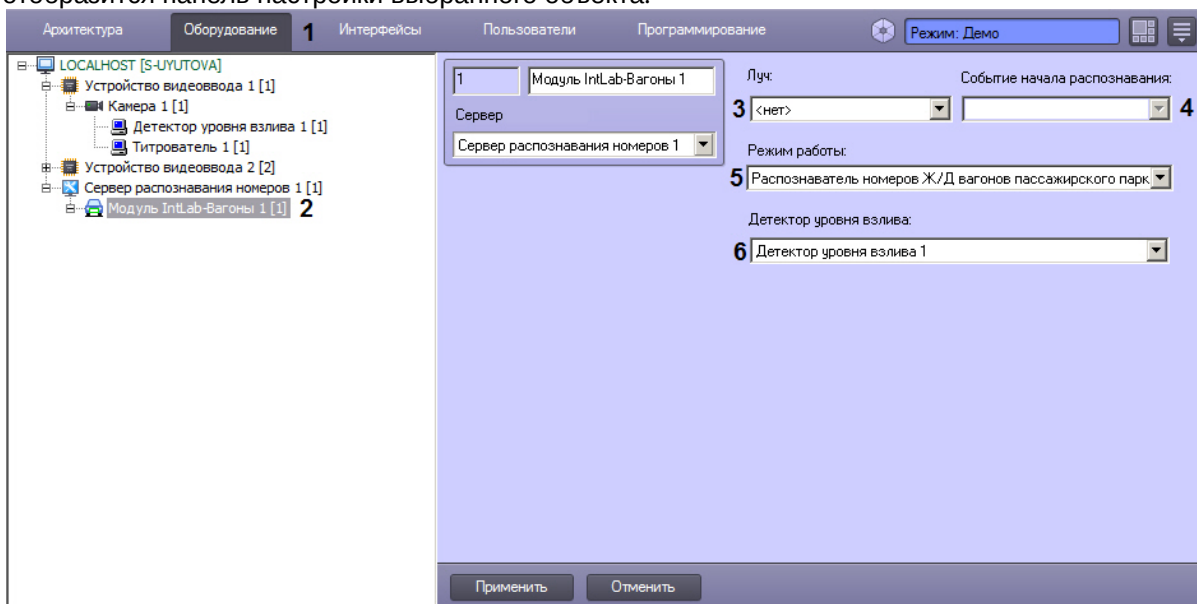 отобразится панель настройки выбранного объекта.
Архитектура Оборудование 1 Интерфейсы Пользователи Программирование Режим: Демо
LOCALHOST [S-UYUTOVA]
Устройство видеоввода 1 [1]
Камера 1 [1]
Детектор уровня взлива 1 [1]
Титрователь 1 [1]
Устройство видеоввода 2 [2]
Сервер распознавания номеров 1 [1]
Модуль IntLab-Вагоны 1 [1] 2
1 Модуль IntLab-Вагоны 1
Сервер
Сервер распознавания номеров 1
Луч: Событие начала распознавания:
3 <нет> 4
Режим работы:
5 Распознаватель номеров Ж/Д вагонов пассажирского парк
Детектор уровня взлива:
6 Детектор уровня взлива 1
Применить Отменить